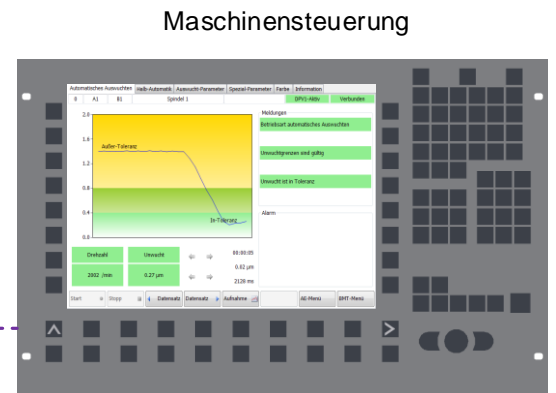 Maschinensteuerung
Automatisches Auswuchten Halb-Automatik Auswucht-Parameter Spezial-Parameter Farbe Information
0 A1 B1 Spindel 1 DPV1-Aktiv Verbunden
Meldungen
2.0
Betriebsart automatisches Auswuchten
1.6
Außer-Toleranz
Unwuchtgrenzen sind gültig
1.2
Unwucht ist in Toleranz
0.8
Alarm
0.4
In-Toleranz
0.0
Drehzahl Unwucht 00:00:05
0.02 µm
2002 /min 0.27 µm
2120 ms
Start Stopp Datensatz Datensatz Aufnahme AE-Menü BMT-Menü